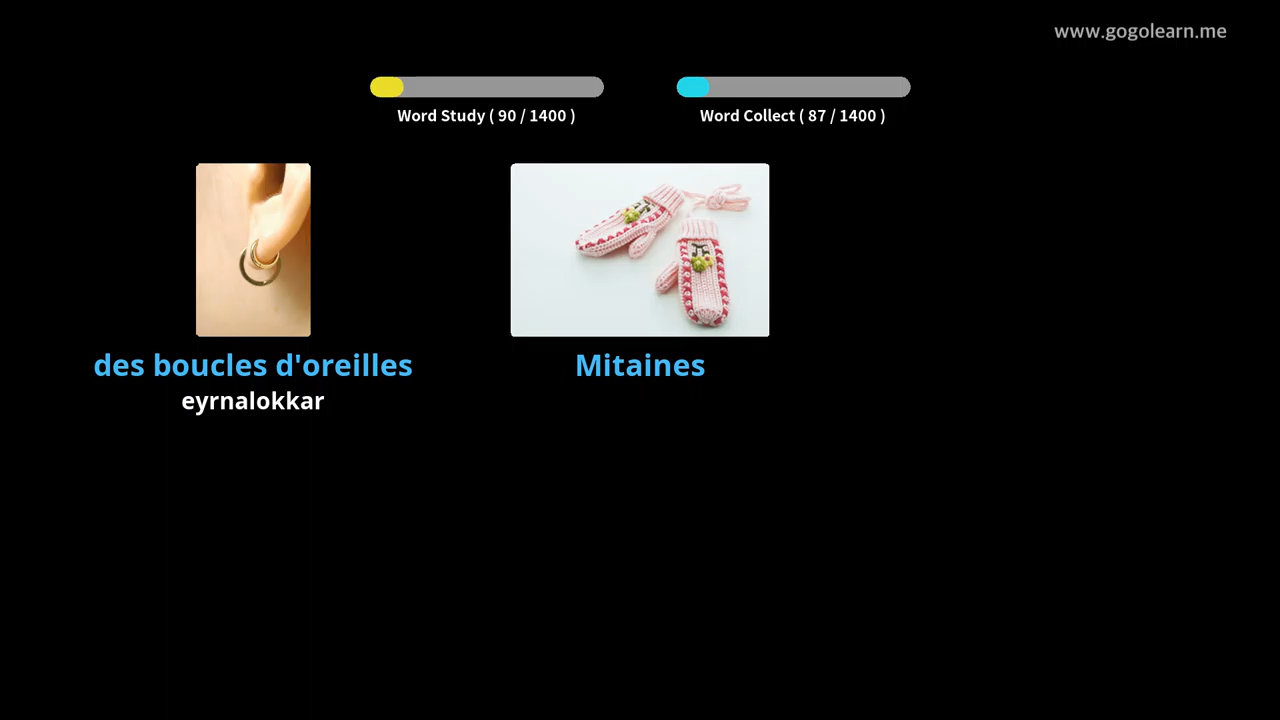 www.gogolearn.me
Word Study ( 90 / 1400 )
Word Collect ( 87 / 1400 )
des boucles d'oreilles
eyrnalokkar
Mitaines